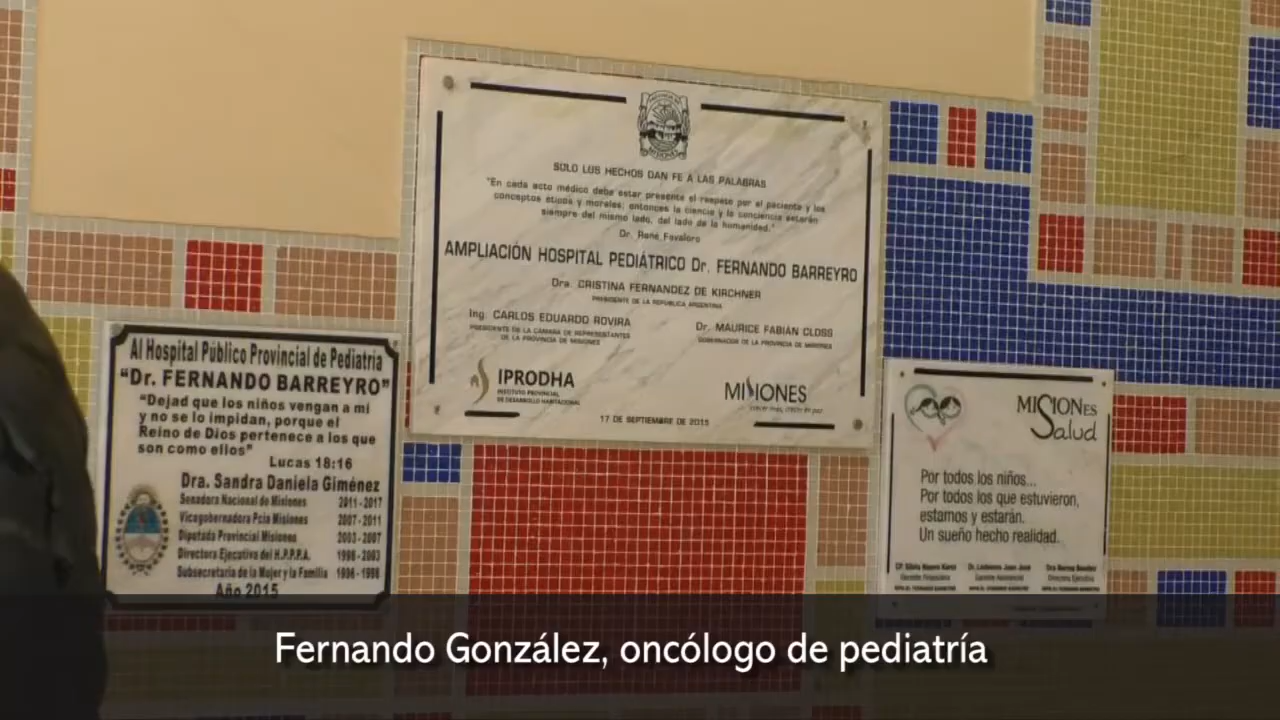 SOLO LOS HECHOS DAN FE A LAS PALABRAS
"En cada acto médico debe estar presente el respeto por el paciente y los
conceptos éticos y morales; entonces la ciencia y la conciencia estarán
siempre del mismo lado, del lado de la humanidad."
Dr. René Favaloro
AMPLIACIÓN HOSPITAL PEDIÁTRICO Dr. FERNANDO BARREYRO
Dra. CRISTINA FERNANDEZ DE KIRCHNER
PRESIDENTE DE LA REPUBLICA ARGENTINA
Ing. CARLOS EDUARDO ROVIRA
PRESIDENTE DE LA CÁMARA DE REPRESENTANTES
DE LA PROVINCIA DE MISIONES
Dr. MAURICE FABIÁN CLOSS
GOBERNADOR DE LA PROVINCIA DE MISIONES
IPRODHA
INSTITUTO PROVINCIAL
DE DESARROLLO HABITACIONAL
MISIONES
17 DE SEPTIEMBRE DE 2015
Al Hospital Público Provincial de Pediatría
"Dr. FERNANDO BARREYRO"
"Dejad que los niños vengan a mi
y no se lo impidan, porque el
Reino de Dios pertenece a los que
son como ellos"
Lucas 18:16
Dra. Sandra Daniela Giménez
Senadora Nacional de Misiones 2011-2017
Vicegobernadora Pcia Misiones 2007-2011
Diputada Provincial Misiones 2003-2007
Directora Ejecutiva del H.P.P.P.A. 1998-2003
Subsecretaria de la Mujer y la Familia 1996-1998
Año 2015
MISIONES
Salud
Por todos los niños...
Por todos los que estuvieron,
estamos y estarán.
Un sueño hecho realidad.
Fernando González, oncólogo de pediatría